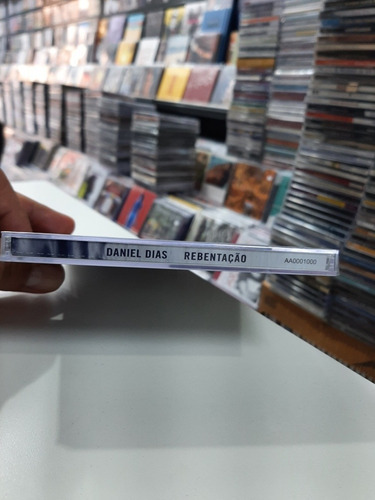 DANIEL DIAS REBENTAÇÃO AA0001000